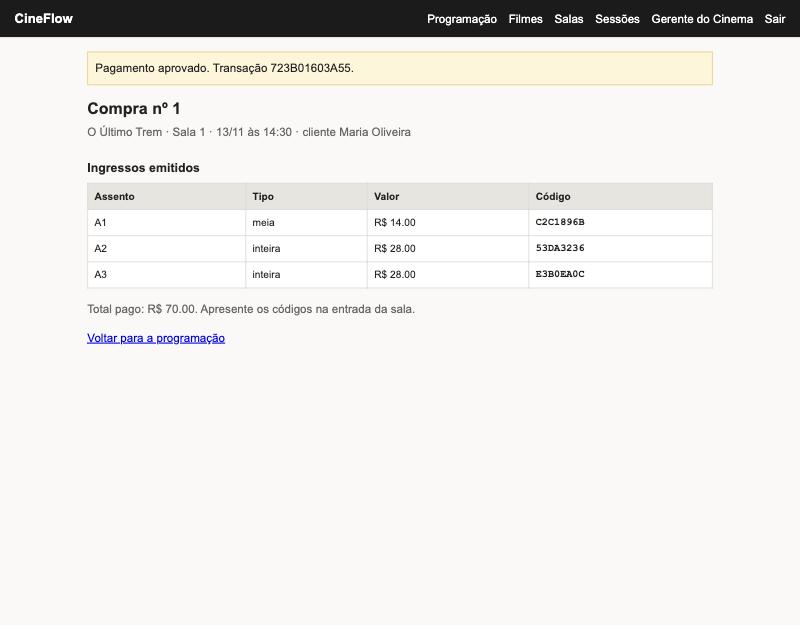 CineFlow
Programação Filmes Salas Sessões Gerente do Cinema Sair
Pagamento aprovado. Transação 723B01603A55.
Compra nº 1
O Último Trem · Sala 1 · 13/11 às 14:30 · cliente Maria Oliveira
Ingressos emitidos
Assento Tipo Valor Código
A1 meia R$ 14.00 C2C1896B
A2 inteira R$ 28.00 53DA3236
A3 inteira R$ 28.00 E3B0EA0C
Total pago: R$ 70.00. Apresente os códigos na entrada da sala.
Voltar para a programação